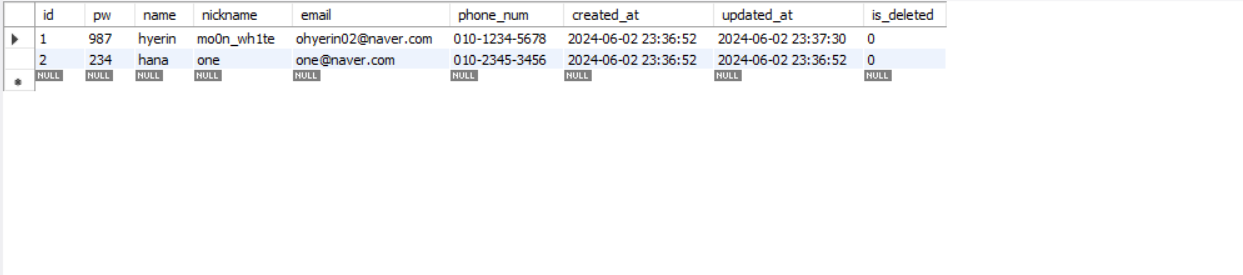 id pw name nickname email phone_num created_at updated_at is_deleted
1 987 hyerin mo0n_wh1te ohyerin02@naver.com 010-1234-5678 2024-06-02 23:36:52 2024-06-02 23:37:30 0
2 234 hana one one@naver.com 010-2345-3456 2024-06-02 23:36:52 2024-06-02 23:36:52 0
NULL NULL NULL NULL NULL NULL NULL NULL NULL